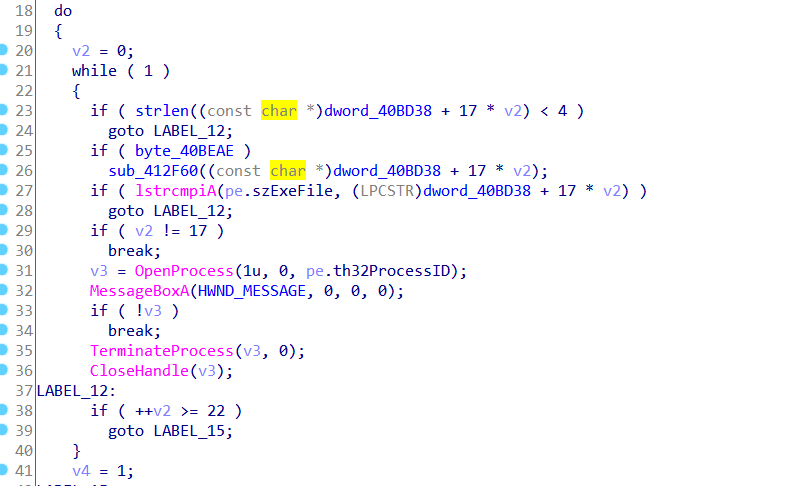 18 do
19 {
20 v2 = 0;
21 while ( 1 )
22 {
23 if ( strlen((const char *)dword_40BD38 + 17 * v2) < 4 )
24 goto LABEL_12;
25 if ( byte_40BEAE )
26 sub_412F60((const char *)dword_40BD38 + 17 * v2);
27 if ( lstrcmpiA(pe.szExeFile, (LPCSTR)dword_40BD38 + 17 * v2) )
28 goto LABEL_12;
29 if ( v2 != 17 )
30 break;
31 v3 = OpenProcess(1u, 0, pe.th32ProcessID);
32 MessageBoxA(HWND_MESSAGE, 0, 0, 0);
33 if ( !v3 )
34 break;
35 TerminateProcess(v3, 0);
36 CloseHandle(v3);
37 LABEL_12:
38 if ( ++v2 >= 22 )
39 goto LABEL_15;
40 }
41 v4 = 1;